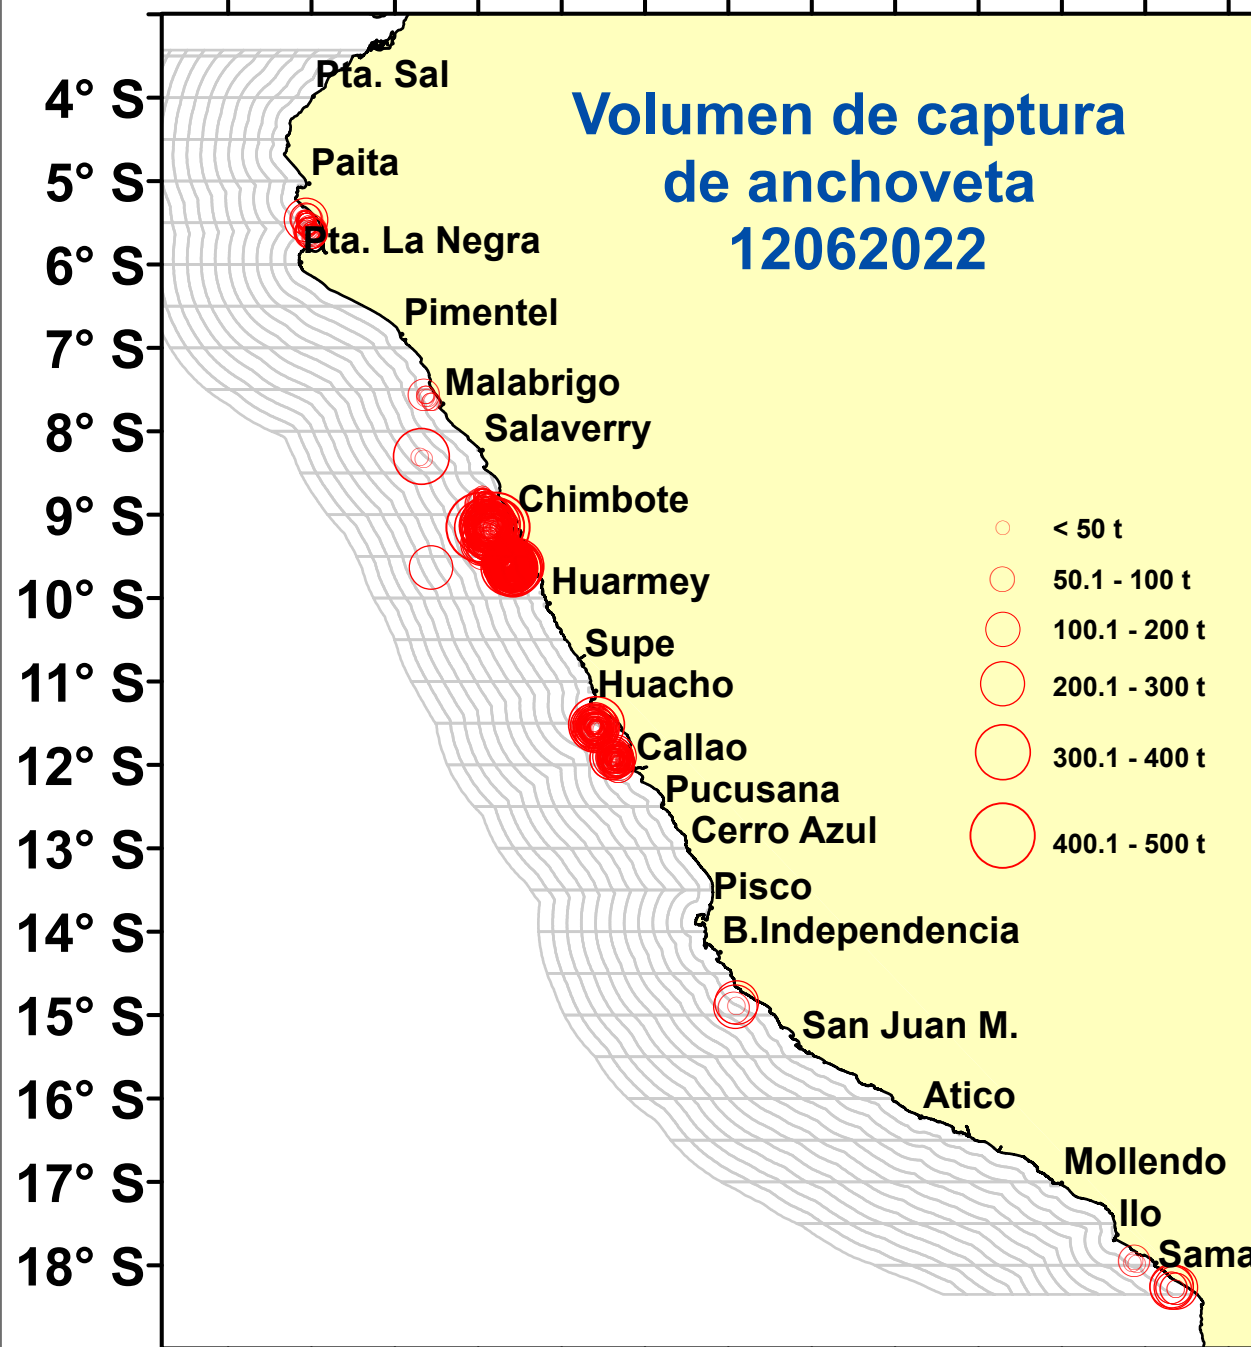 Volumen de captura
de anchoveta
12062022
4° S
5° S
6° S
7° S
8° S
9° S
10° S
11° S
12° S
13° S
14° S
15° S
16° S
17° S
18° S
Pta. Sal
Paita
Pta. La Negra
Pimentel
Malabrigo
Salaverry
Chimbote
Huarmey
Supe
Huacho
Callao
Pucusana
Cerro Azul
Pisco
B.Independencia
San Juan M.
Atico
Mollendo
Ilo
Sama
< 50 t
50.1 - 100 t
100.1 - 200 t
200.1 - 300 t
300.1 - 400 t
400.1 - 500 t